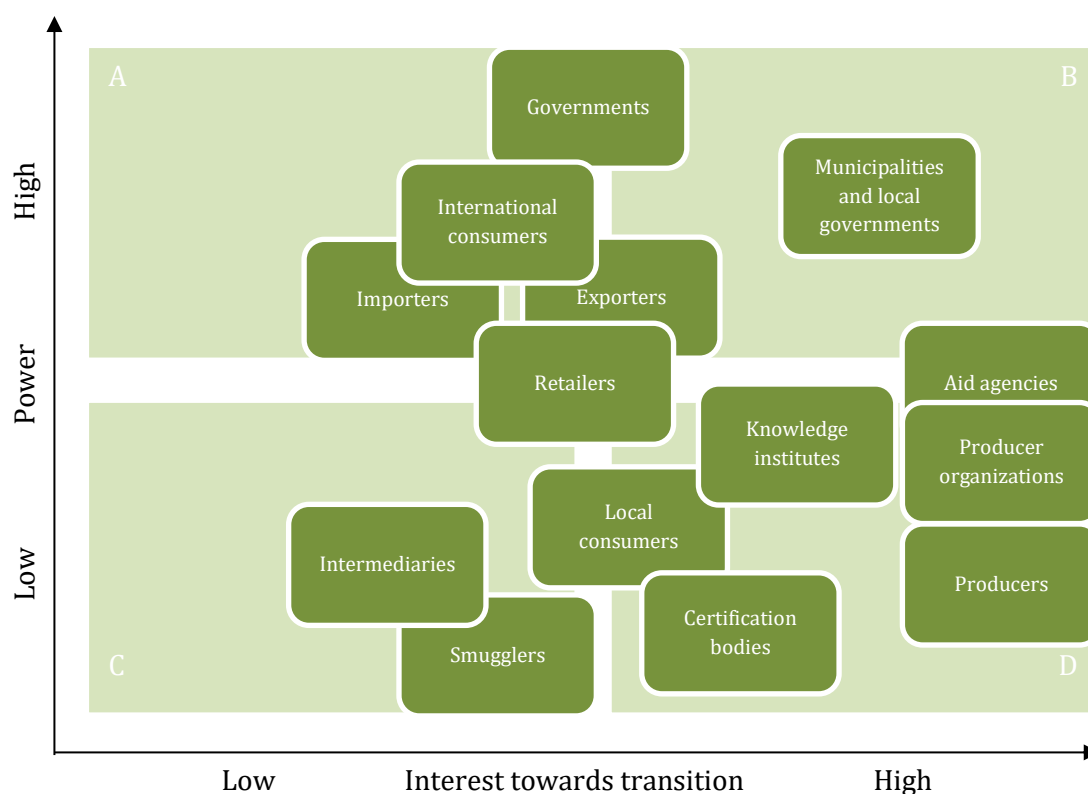 A
B
Governments
Municipalities
and local
governments
International
consumers
Importers
Exporters
Retailers
Aid agencies
Knowledge
institutes
Producer
organizations
Local
consumers
Intermediaries
Producers
Certification
bodies
Smugglers
C
D
High
Power
Low
Low
Interest towards transition
High